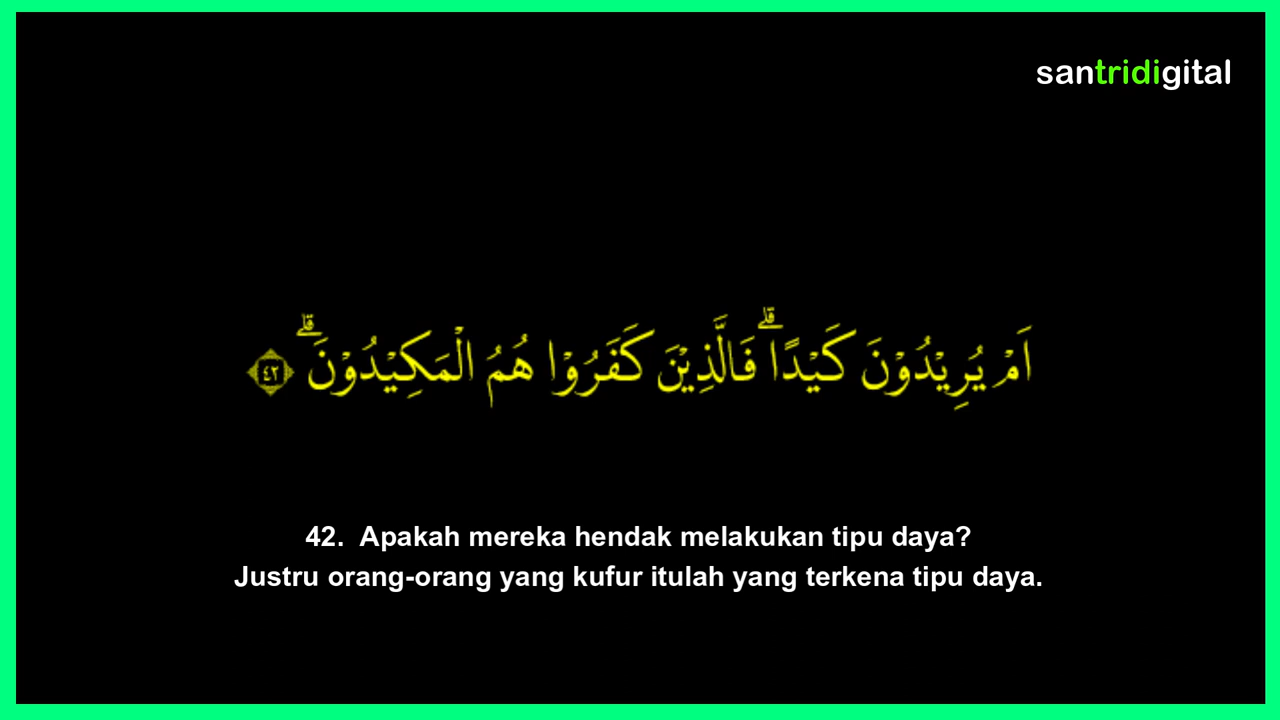 santridigital
اَمْ يُرِيْدُوْنَ كَيْدًاۗ فَالَّذِيْنَ كَفَرُوْا هُمُ الْمَكِيْدُوْنَۗ ٤٢
42. Apakah mereka hendak melakukan tipu daya?
Justru orang-orang yang kufur itulah yang terkena tipu daya.